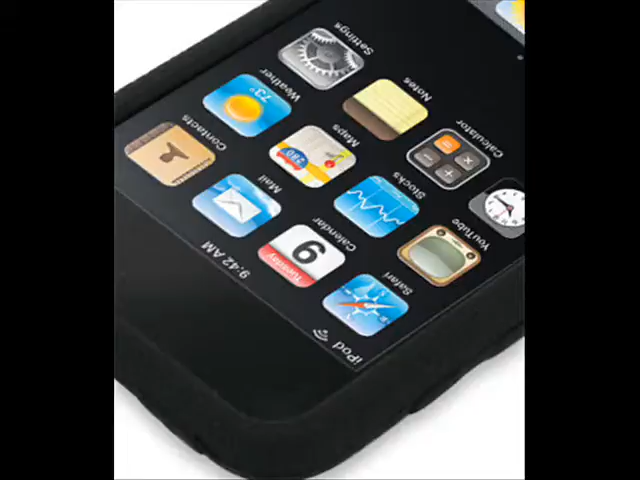 iPod
9:42 AM
Tuesday
9
Safari
Calendar
Mail
Contacts
280
73°
YouTube
Stocks
Maps
Weather
Calculator
Notes
Settings